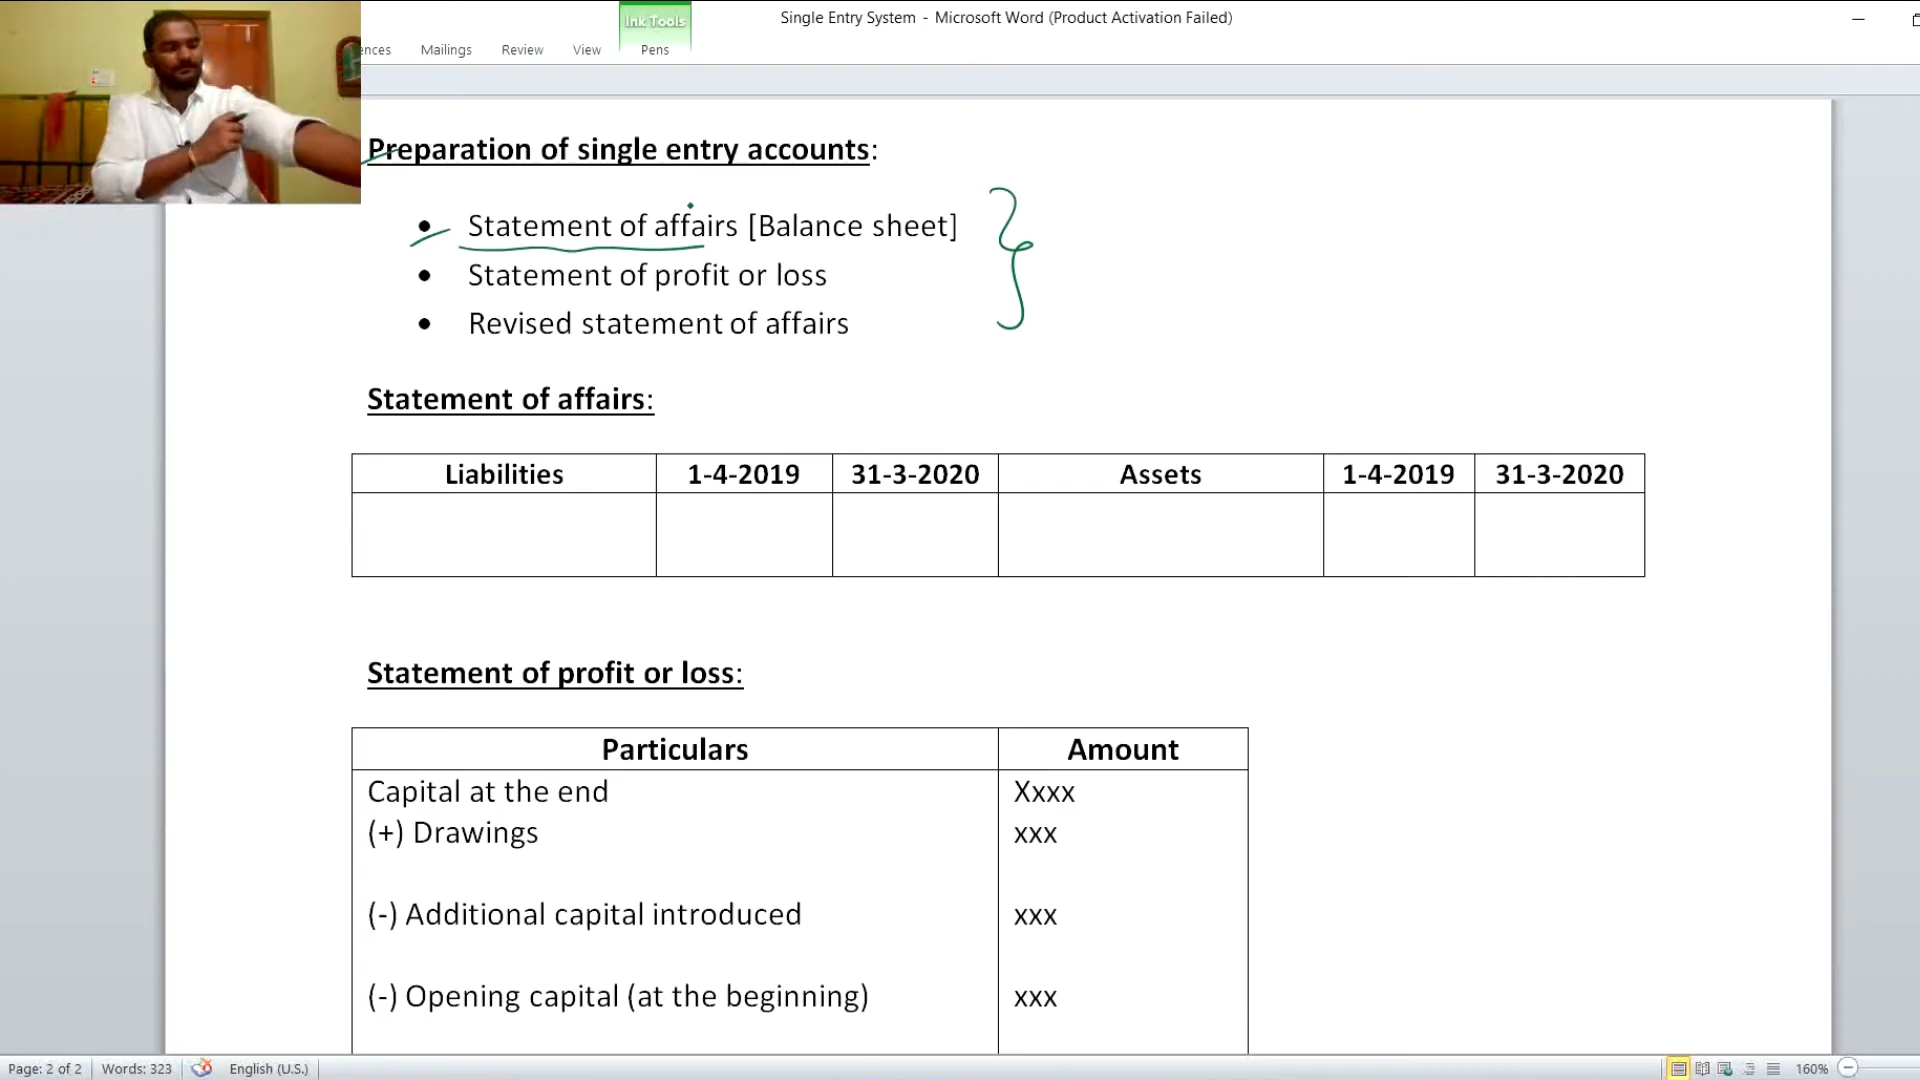 Ink Tools
Single Entry System - Microsoft Word (Product Activation Failed)
ences Mailings Review View Pens
Preparation of single entry accounts:
• Statement of affairs [Balance sheet]
• Statement of profit or loss
• Revised statement of affairs
Statement of affairs:
Liabilities 1-4-2019 31-3-2020 Assets 1-4-2019 31-3-2020
Statement of profit or loss:
Particulars Amount
Capital at the end Xxxx
(+) Drawings xxx
(-) Additional capital introduced xxx
(-) Opening capital (at the beginning) xxx
Page: 2 of 2 Words: 323 English (U.S.) 160%